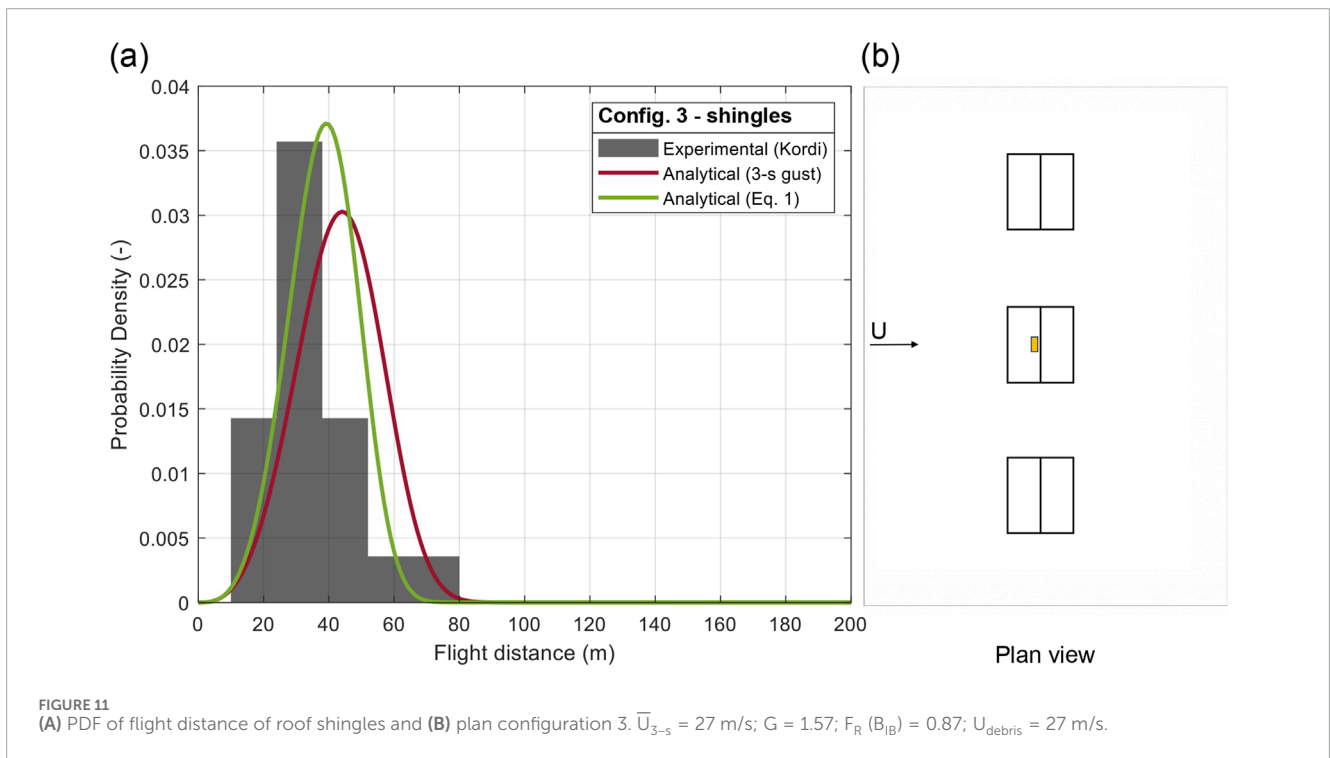 (a)
(b)
0.04
0.035
0.03
0.025
0.02
0.015
0.01
0.005
0
Probability Density (-)
Config. 3 - shingles
Experimental (Kordi)
Analytical (3-s gust)
Analytical (Eq. 1)
0 20 40 60 80 100 120 140 160 180 200
Flight distance (m)
U
Plan view
FIGURE 11
(A) PDF of flight distance of roof shingles and (B) plan configuration 3. U̅₃₋ₛ = 27 m/s; G = 1.57; F_R (B_IB) = 0.87; U_debris = 27 m/s.